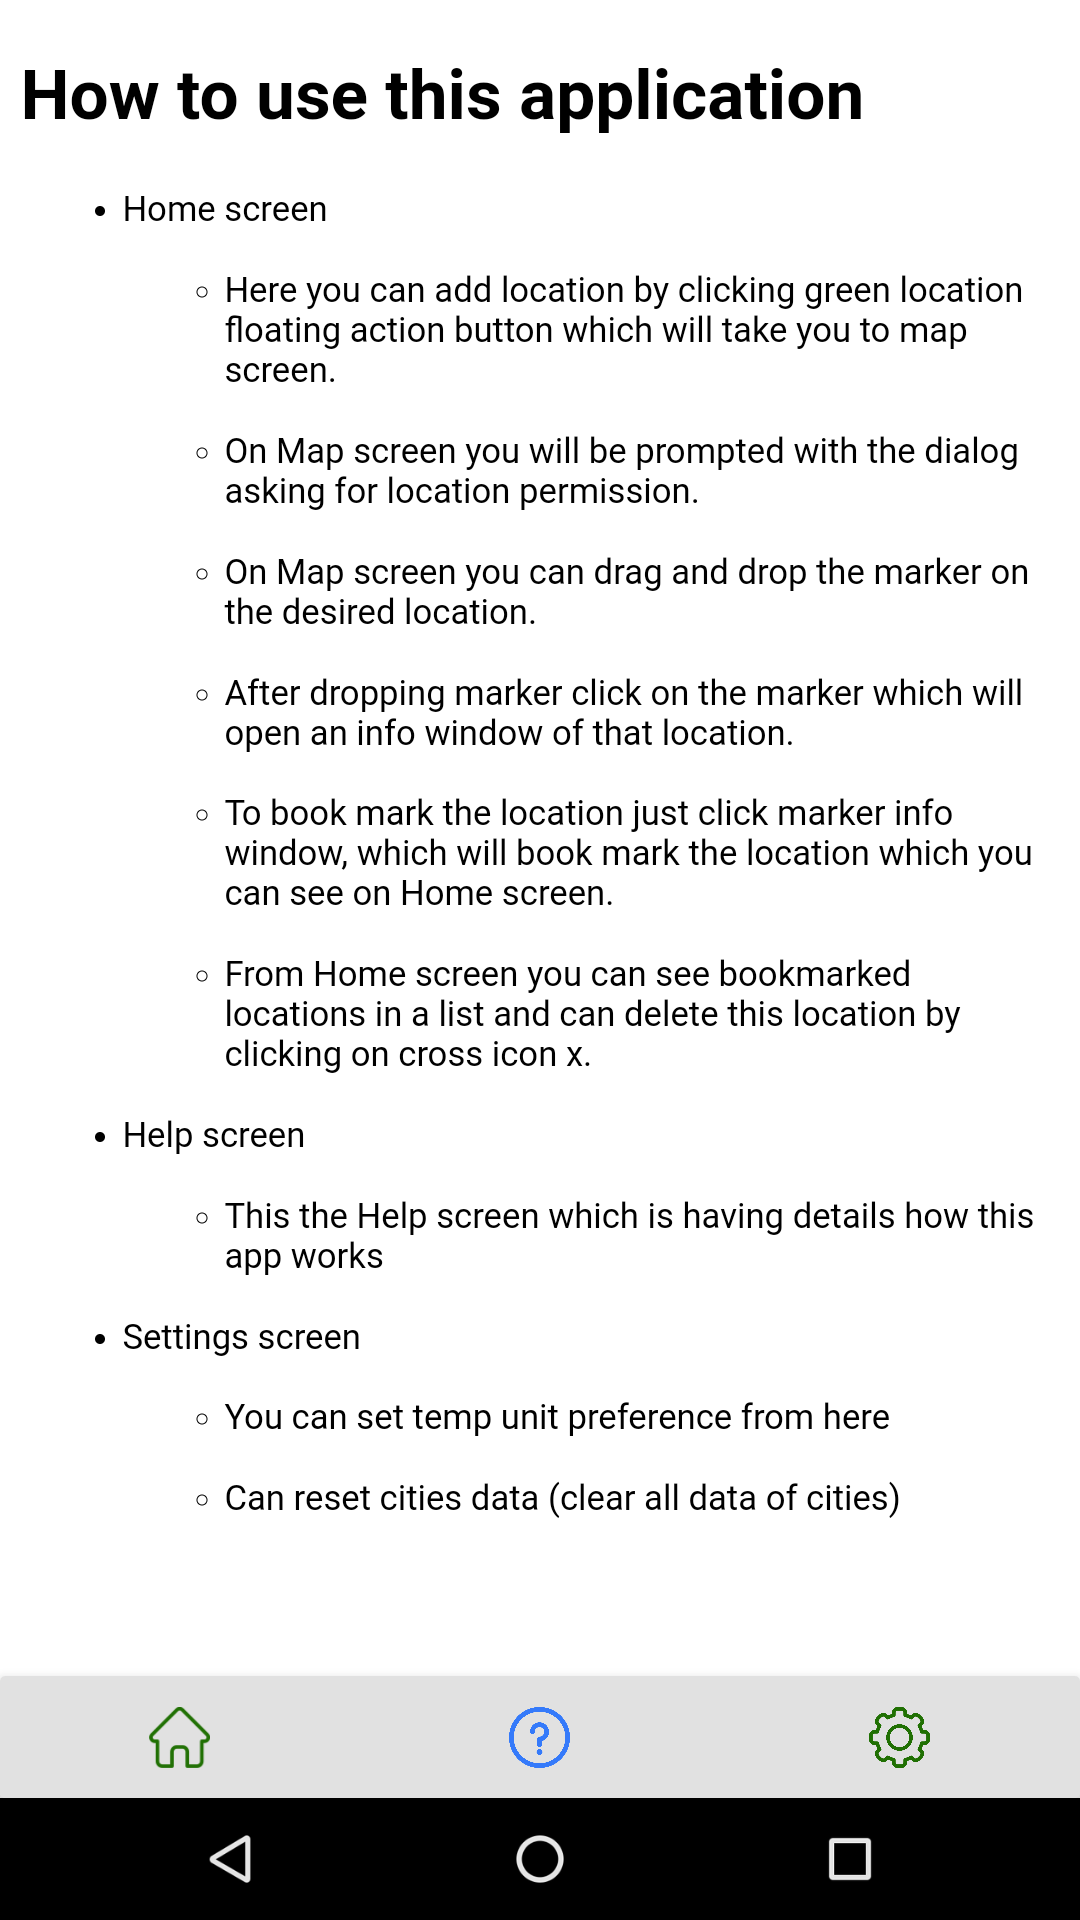 How to use this application
Home screen
Here you can add location by clicking green location
floating action button which will take you to map
screen.
On Map screen you will be prompted with the dialog
asking for location permission.
On Map screen you can drag and drop the marker on
the desired location.
After dropping marker click on the marker which will
open an info window of that location.
To book mark the location just click marker info
window, which will book mark the location which you
can see on Home screen.
From Home screen you can see bookmarked
locations in a list and can delete this location by
clicking on cross icon x.
Help screen
This the Help screen which is having details how this
app works
Settings screen
You can set temp unit preference from here
Can reset cities data (clear all data of cities)